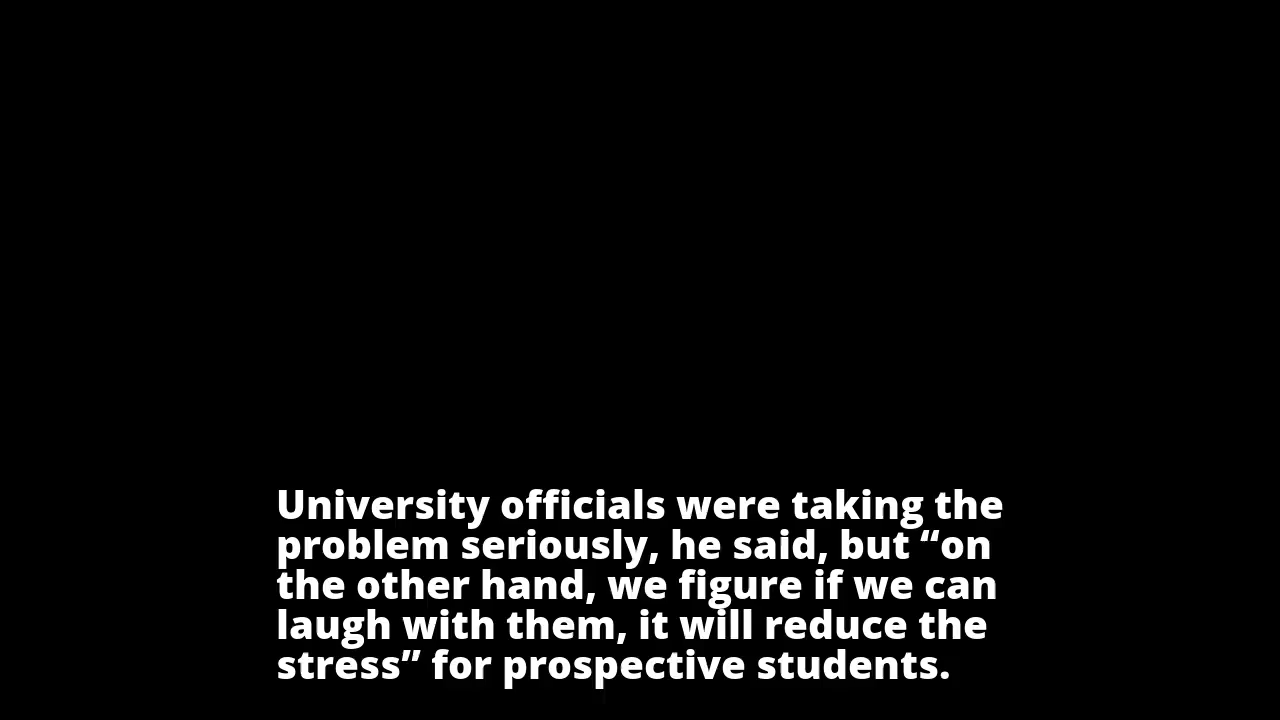 University officials were taking the
problem seriously, he said, but “on
the other hand, we figure if we can
laugh with them, it will reduce the
stress” for prospective students.